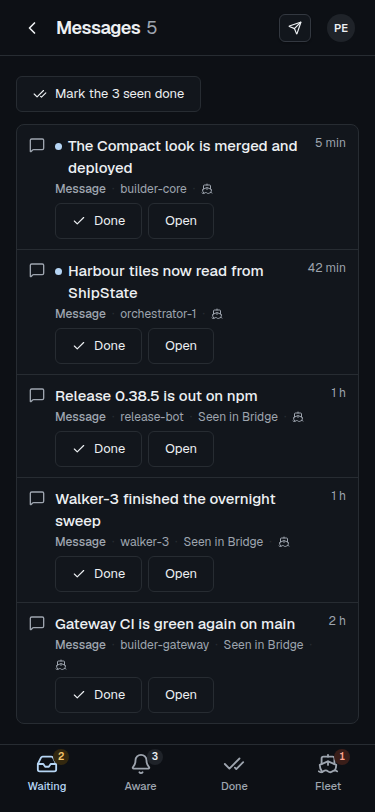 Messages 5
PE
Mark the 3 seen done
The Compact look is merged and
deployed
5 min
Message · builder-core ·
Done
Open
Harbour tiles now read from
ShipState
42 min
Message · orchestrator-1 ·
Done
Open
Release 0.38.5 is out on npm
1 h
Message · release-bot · Seen in Bridge ·
Done
Open
Walker-3 finished the overnight
sweep
1 h
Message · walker-3 · Seen in Bridge ·
Done
Open
Gateway CI is green again on main
2 h
Message · builder-gateway · Seen in Bridge ·
Done
Open
2
3
1
Waiting
Aware
Done
Fleet